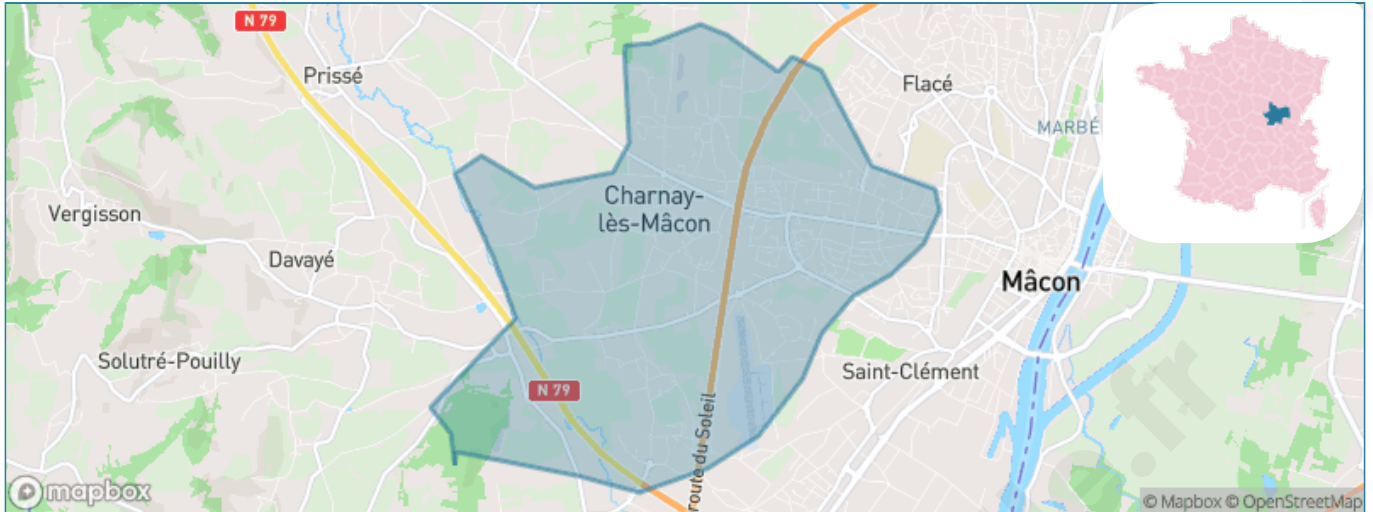 N 79
Prissé
Flacé
MARBÉ
Charnay-
lès-Mâcon
Vergisson
Davayé
Mâcon
Solutré-Pouilly
Saint-Clément
N 79
route du Soleil
mapbox
© Mapbox © OpenStreetMap